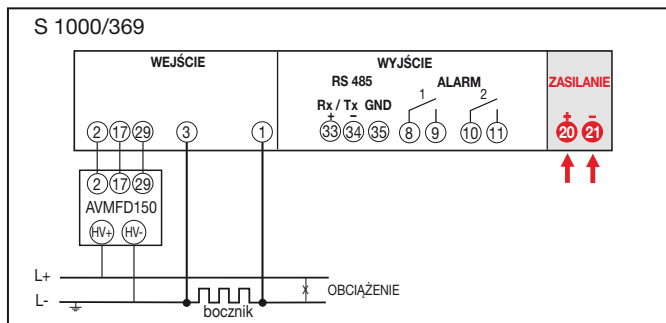 S 1000/369
WEJŚCIE
WYJŚCIE
RS 485
ALARM
ZASILANIE
Rx / Tx GND
+ −
1
2
+ −
2 17 29 3 1
33 34 35 8 9 10 11
20 21
2 17 29
AVMFD150
HV+ HV-
L+
L-
X
OBCIĄŻENIE
bocznik